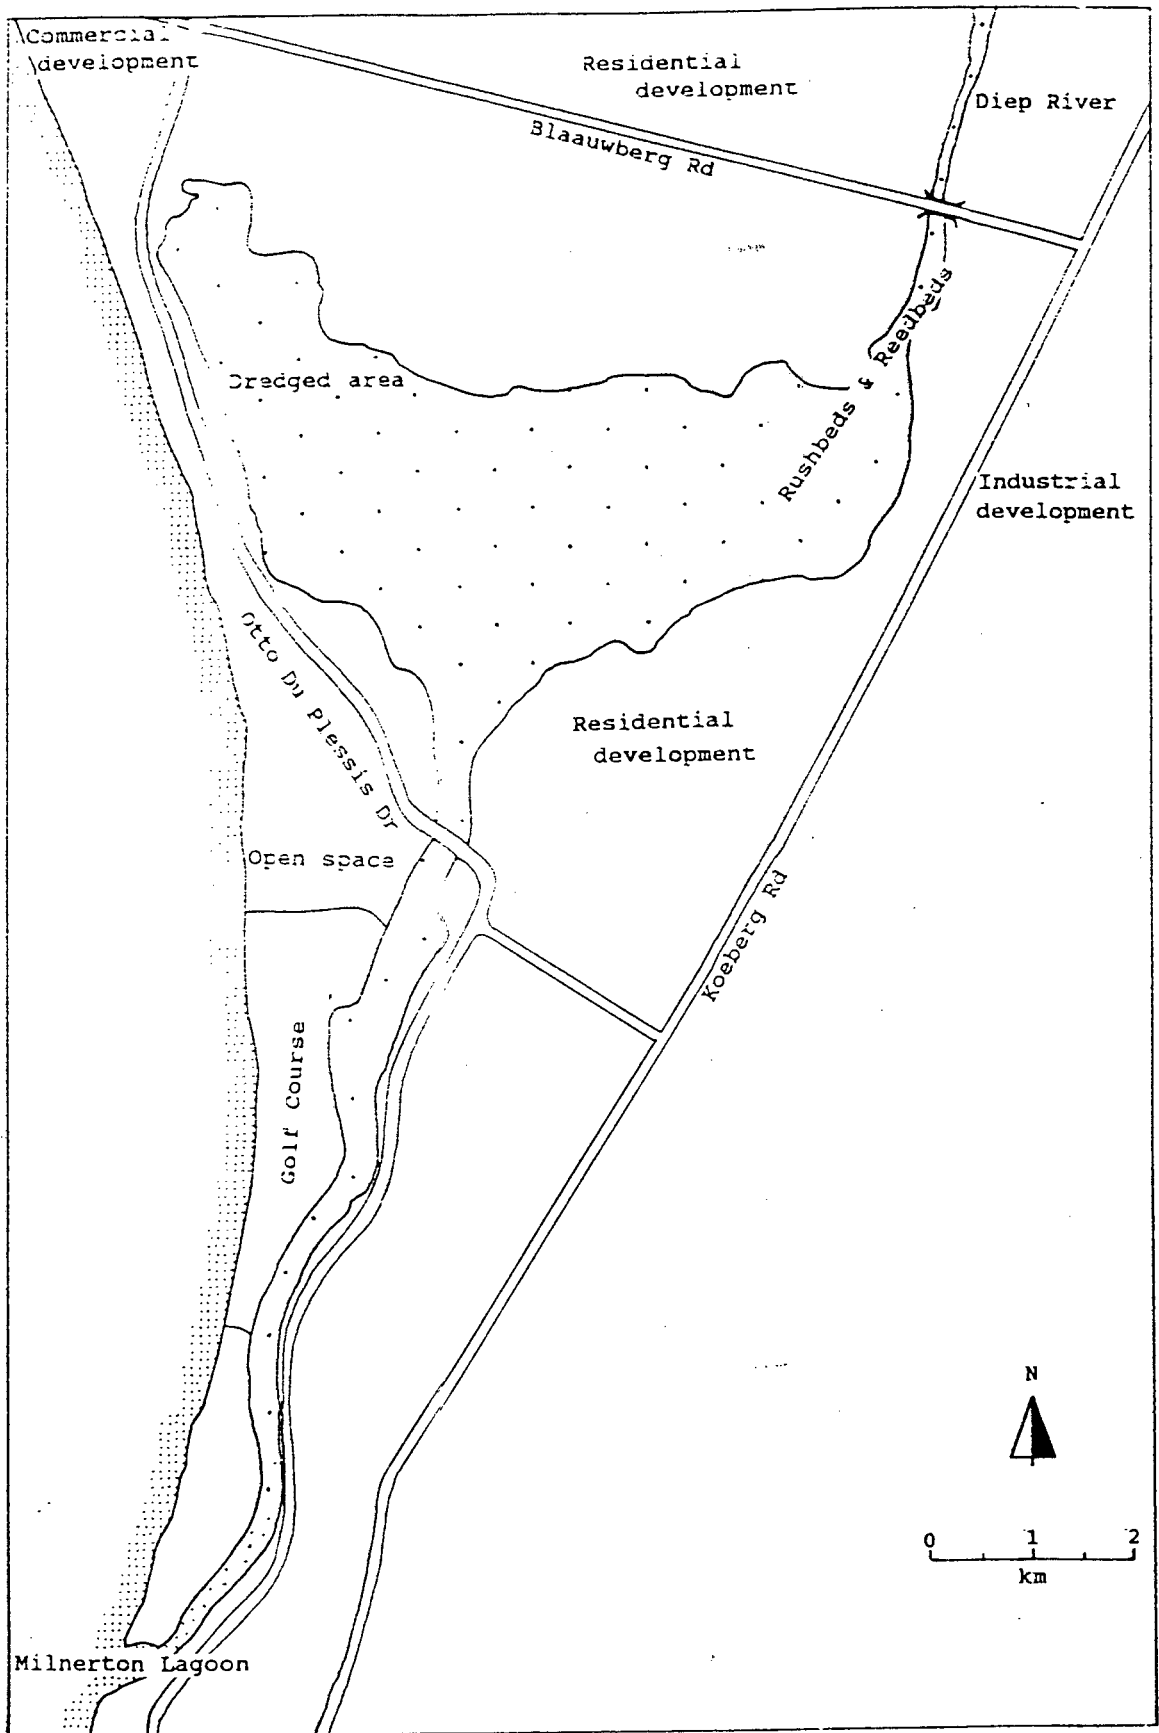 Commercial
development
Residential
development
Diep River
Blaauwberg Rd
Dredged area
Rushbeds & Reedbeds
Industrial
development
Otto Du Plessis Dr
Residential
development
Open space
Koeberg Rd
Golf Course
N
0 1 2
km
Milnerton Lagoon